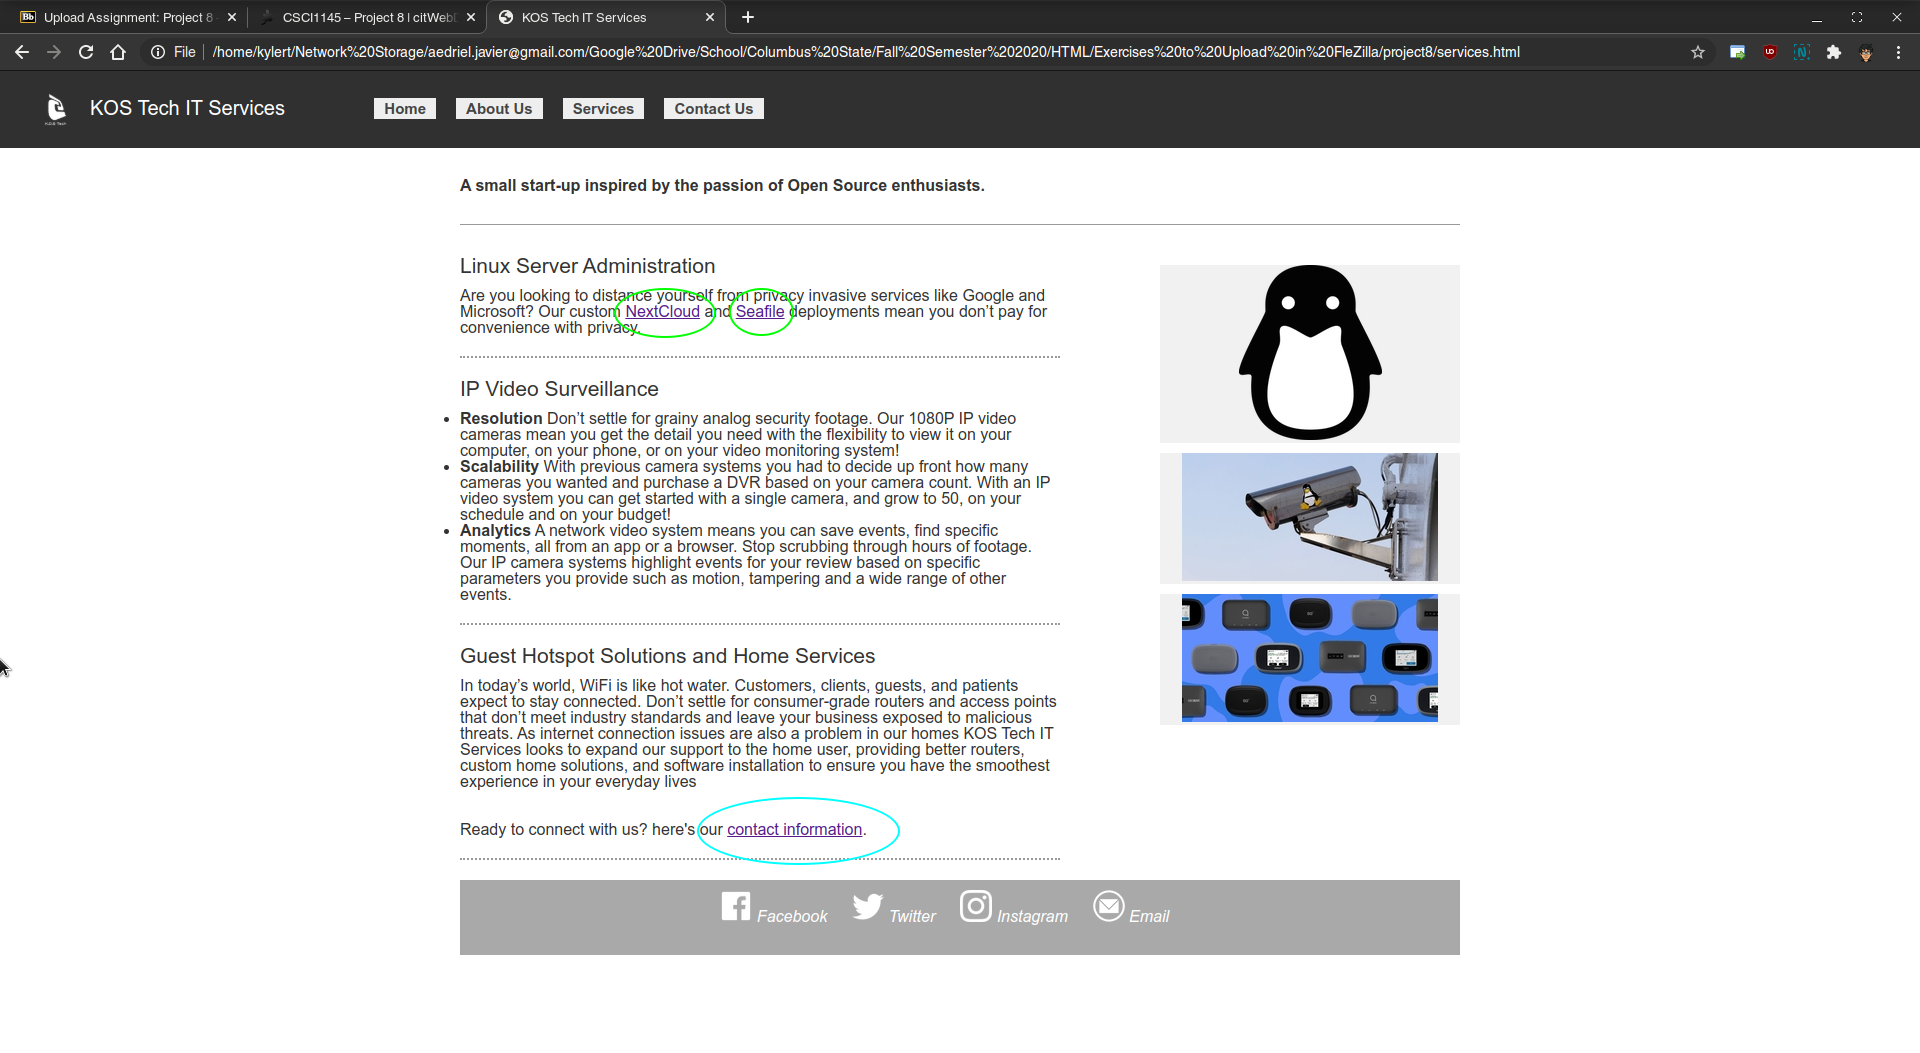 Upload Assignment: Project 8
CSCI1145 – Project 8 | citWebD
KOS Tech IT Services
File
/home/kylert/Network%20Storage/aedriel.javier@gmail.com/Google%20Drive/School/Columbus%20State/Fall%20Semester%202020/HTML/Exercises%20to%20Upload%20in%20FleZilla/project8/services.html
KOS Tech IT Services
Home
About Us
Services
Contact Us
A small start-up inspired by the passion of Open Source enthusiasts.
Linux Server Administration
Are you looking to distance yourself from privacy invasive services like Google and
Microsoft? Our custom NextCloud and Seafile deployments mean you don’t pay for
convenience with privacy.
IP Video Surveillance
Resolution Don’t settle for grainy analog security footage. Our 1080P IP video
cameras mean you get the detail you need with the flexibility to view it on your
computer, on your phone, or on your video monitoring system!
Scalability With previous camera systems you had to decide up front how many
cameras you wanted and purchase a DVR based on your camera count. With an IP
video system you can get started with a single camera, and grow to 50, on your
schedule and on your budget!
Analytics A network video system means you can save events, find specific
moments, all from an app or a browser. Stop scrubbing through hours of footage.
Our IP camera systems highlight events for your review based on specific
parameters you provide such as motion, tampering and a wide range of other
events.
Guest Hotspot Solutions and Home Services
In today’s world, WiFi is like hot water. Customers, clients, guests, and patients
expect to stay connected. Don’t settle for consumer-grade routers and access points
that don’t meet industry standards and leave your business exposed to malicious
threats. As internet connection issues are also a problem in our homes KOS Tech IT
Services looks to expand our support to the home user, providing better routers,
custom home solutions, and software installation to ensure you have the smoothest
experience in your everyday lives
Ready to connect with us? here's our contact information.
Facebook
Twitter
Instagram
Email